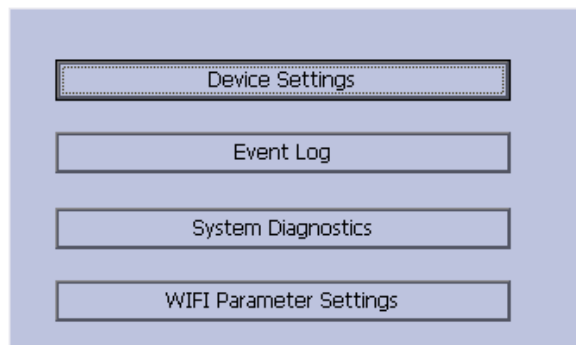 Device Settings
Event Log
System Diagnostics
WIFI Parameter Settings